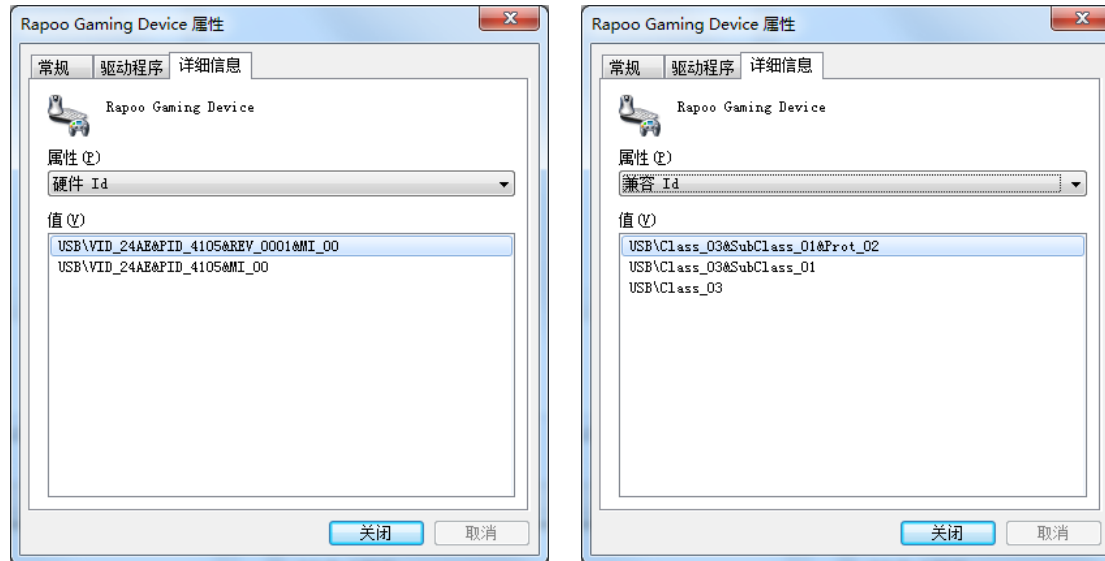 Rapoo Gaming Device 属性
常规 驱动程序 详细信息
Rapoo Gaming Device
属性(P)
硬件 Id
值(V)
USB\VID_24AE&PID_4105&REV_0001&MI_00
USB\VID_24AE&PID_4105&MI_00
关闭 取消
Rapoo Gaming Device 属性
常规 驱动程序 详细信息
Rapoo Gaming Device
属性(P)
兼容 Id
值(V)
USB\Class_03&SubClass_01&Prot_02
USB\Class_03&SubClass_01
USB\Class_03
关闭 取消